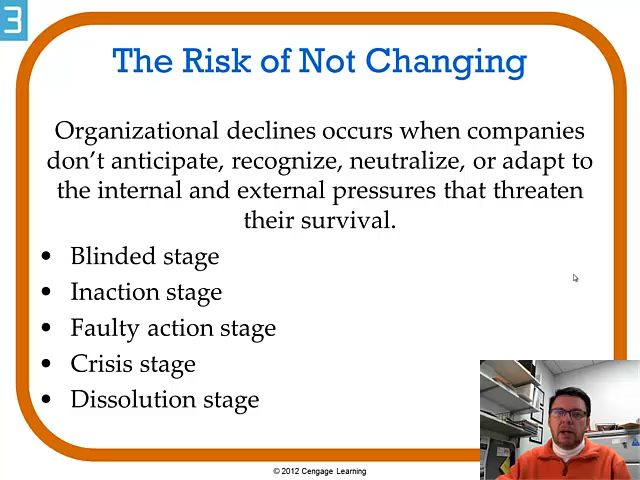 3
The Risk of Not Changing
Organizational declines occurs when companies
don't anticipate, recognize, neutralize, or adapt to
the internal and external pressures that threaten
their survival.
• Blinded stage
• Inaction stage
• Faulty action stage
• Crisis stage
• Dissolution stage
© 2012 Cengage Learning